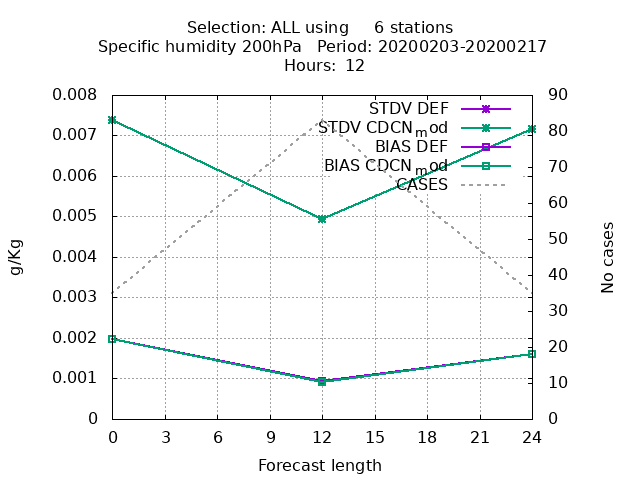 Selection: ALL using     6 stations
Specific humidity 200hPa   Period: 20200203-20200217
Hours:  12
0.008
0.007
0.006
0.005
0.004
0.003
0.002
0.001
0
g/Kg
STDV DEF
STDV CDCN_mod
BIAS DEF
BIAS CDCN_mod
CASES
90
80
70
60
50
40
30
20
10
0
No cases
0 3 6 9 12 15 18 21 24
Forecast length